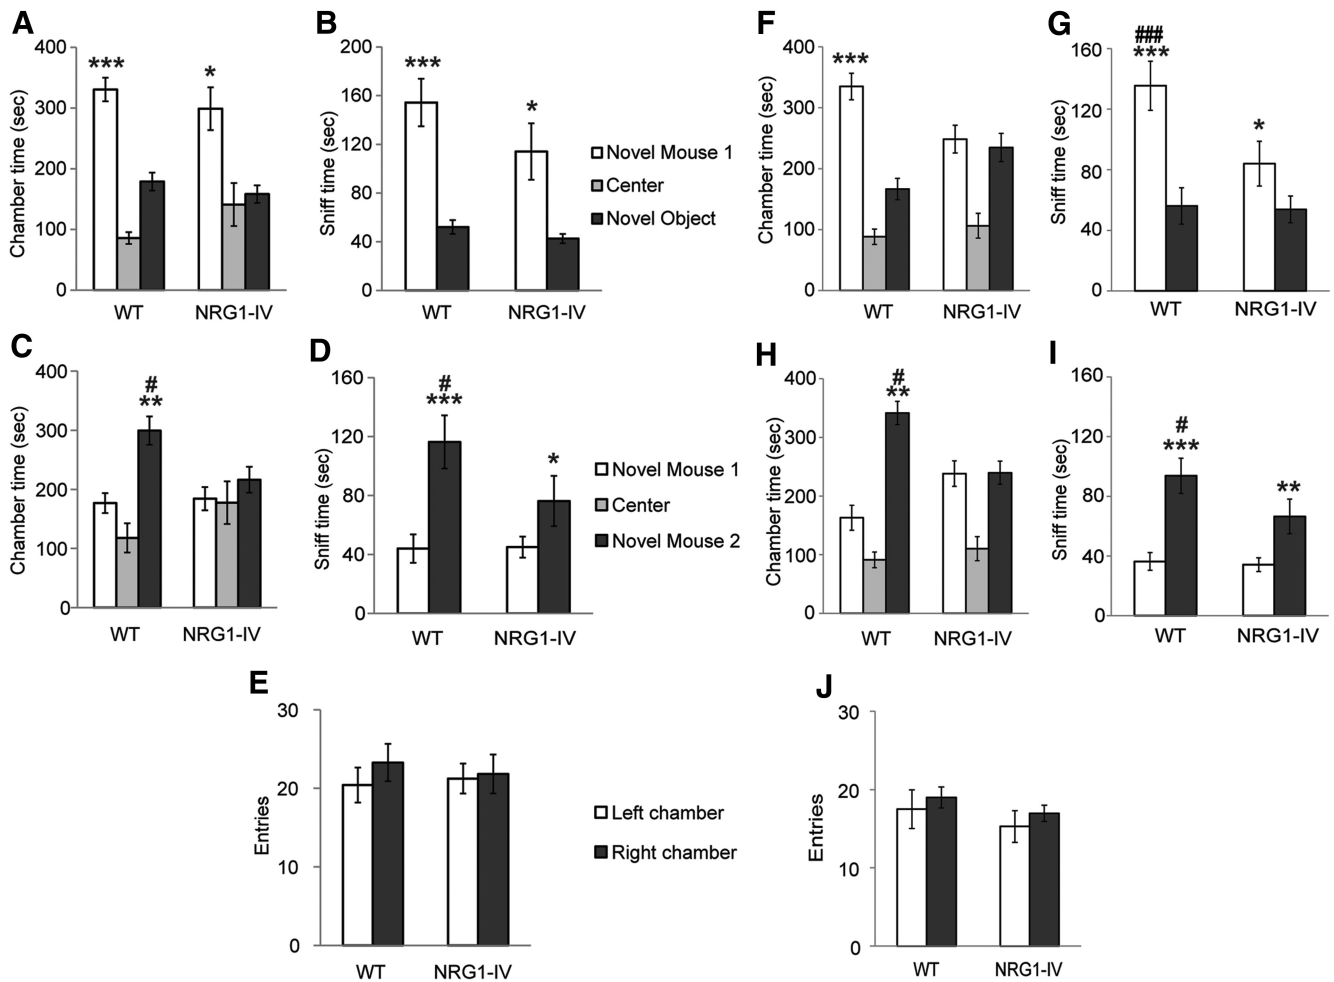 A
Chamber time (sec)
400
300
200
100
0
***
*
WT
NRG1-IV
B
Sniff time (sec)
200
160
120
80
40
0
***
*
WT
NRG1-IV
Novel Mouse 1
Center
Novel Object
F
Chamber time (sec)
400
300
200
100
0
***
WT
NRG1-IV
G
Sniff time (sec)
160
120
80
40
0
###
***
*
WT
NRG1-IV
C
Chamber time (sec)
400
300
200
100
0
#
**
WT
NRG1-IV
D
Sniff time (sec)
160
120
80
40
0
#
***
*
WT
NRG1-IV
Novel Mouse 1
Center
Novel Mouse 2
H
Chamber time (sec)
400
300
200
100
0
#
**
WT
NRG1-IV
I
Sniff time (sec)
160
120
80
40
0
#
***
**
WT
NRG1-IV
E
Entries
30
20
10
0
WT
NRG1-IV
Left chamber
Right chamber
J
Entries
30
20
10
0
WT
NRG1-IV